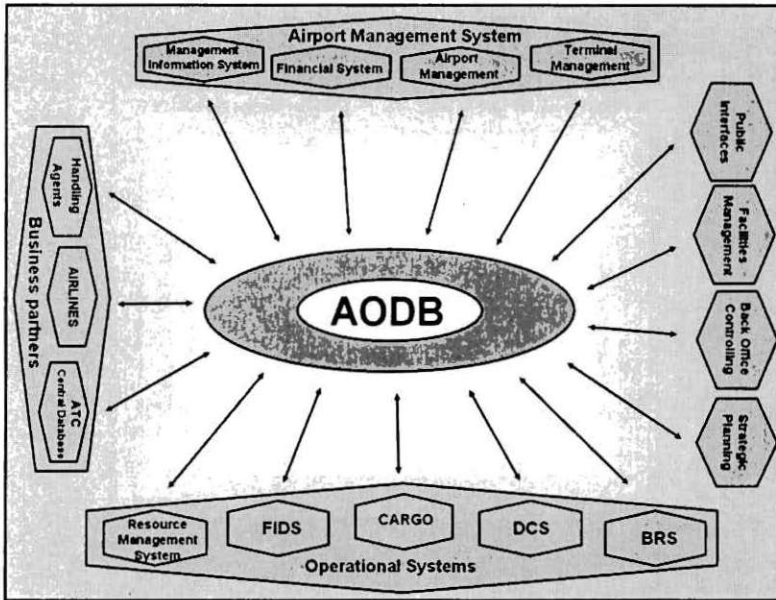 Airport Management System
Management
Information System
Financial System
Airport
Management
Terminal
Management
Public
Interfaces
Facilities
Management
Back Office
Controlling
Strategic
Planning
Business partners
Handling
Agents
AIRLINES
ATC
Central Database
AODB
Resource
Management
System
FIDS
CARGO
DCS
BRS
Operational Systems